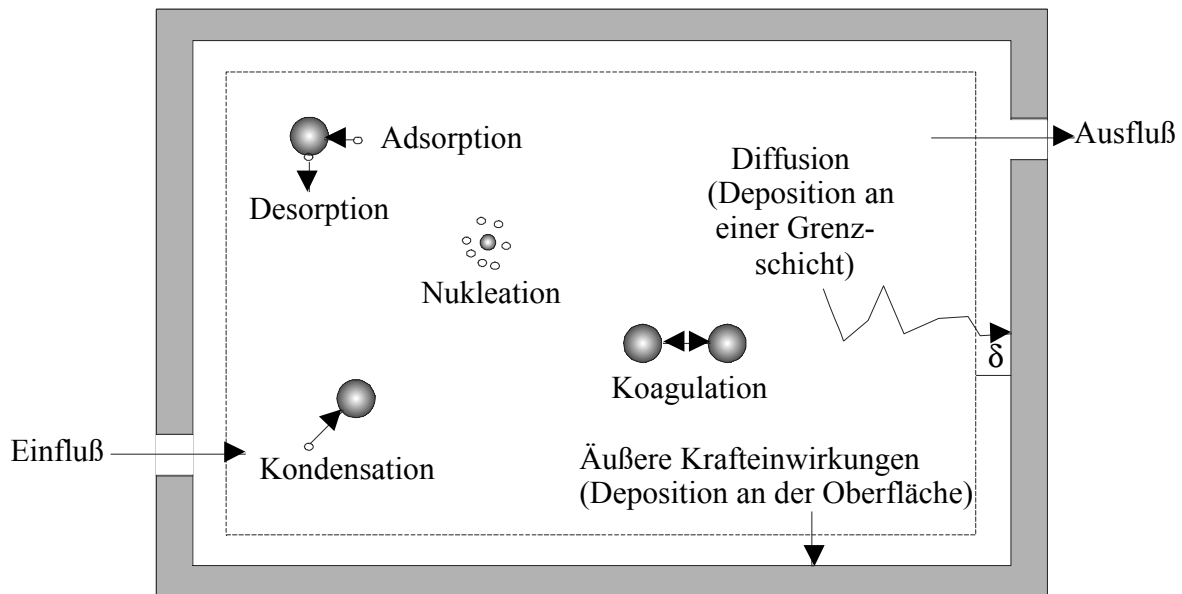 Adsorption
Desorption
Nukleation
Diffusion
(Deposition an
einer Grenz-
schicht)
Ausfluß
Koagulation
δ
Einfluß
Kondensation
Äußere Krafteinwirkungen
(Deposition an der Oberfläche)